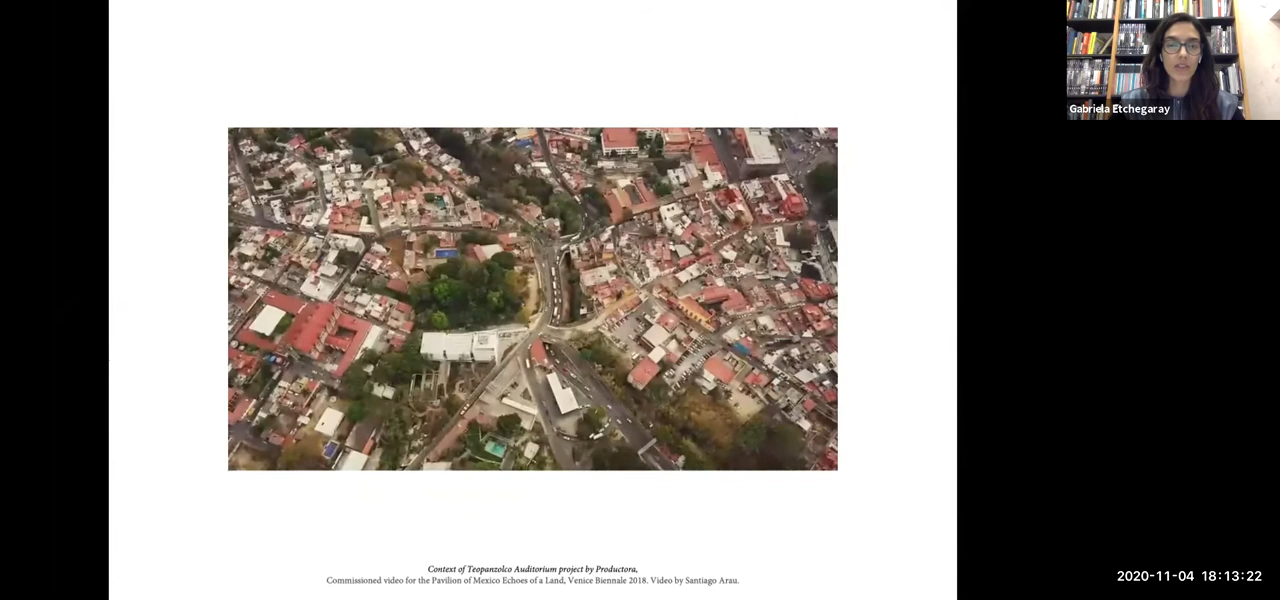 Gabriela Etchegaray
Context of Teopanzolco Auditorium project by Productora,
Commissioned video for the Pavilion of Mexico Echoes of a Land, Venice Biennale 2018. Video by Santiago Arau.
2020-11-04 18:13:22